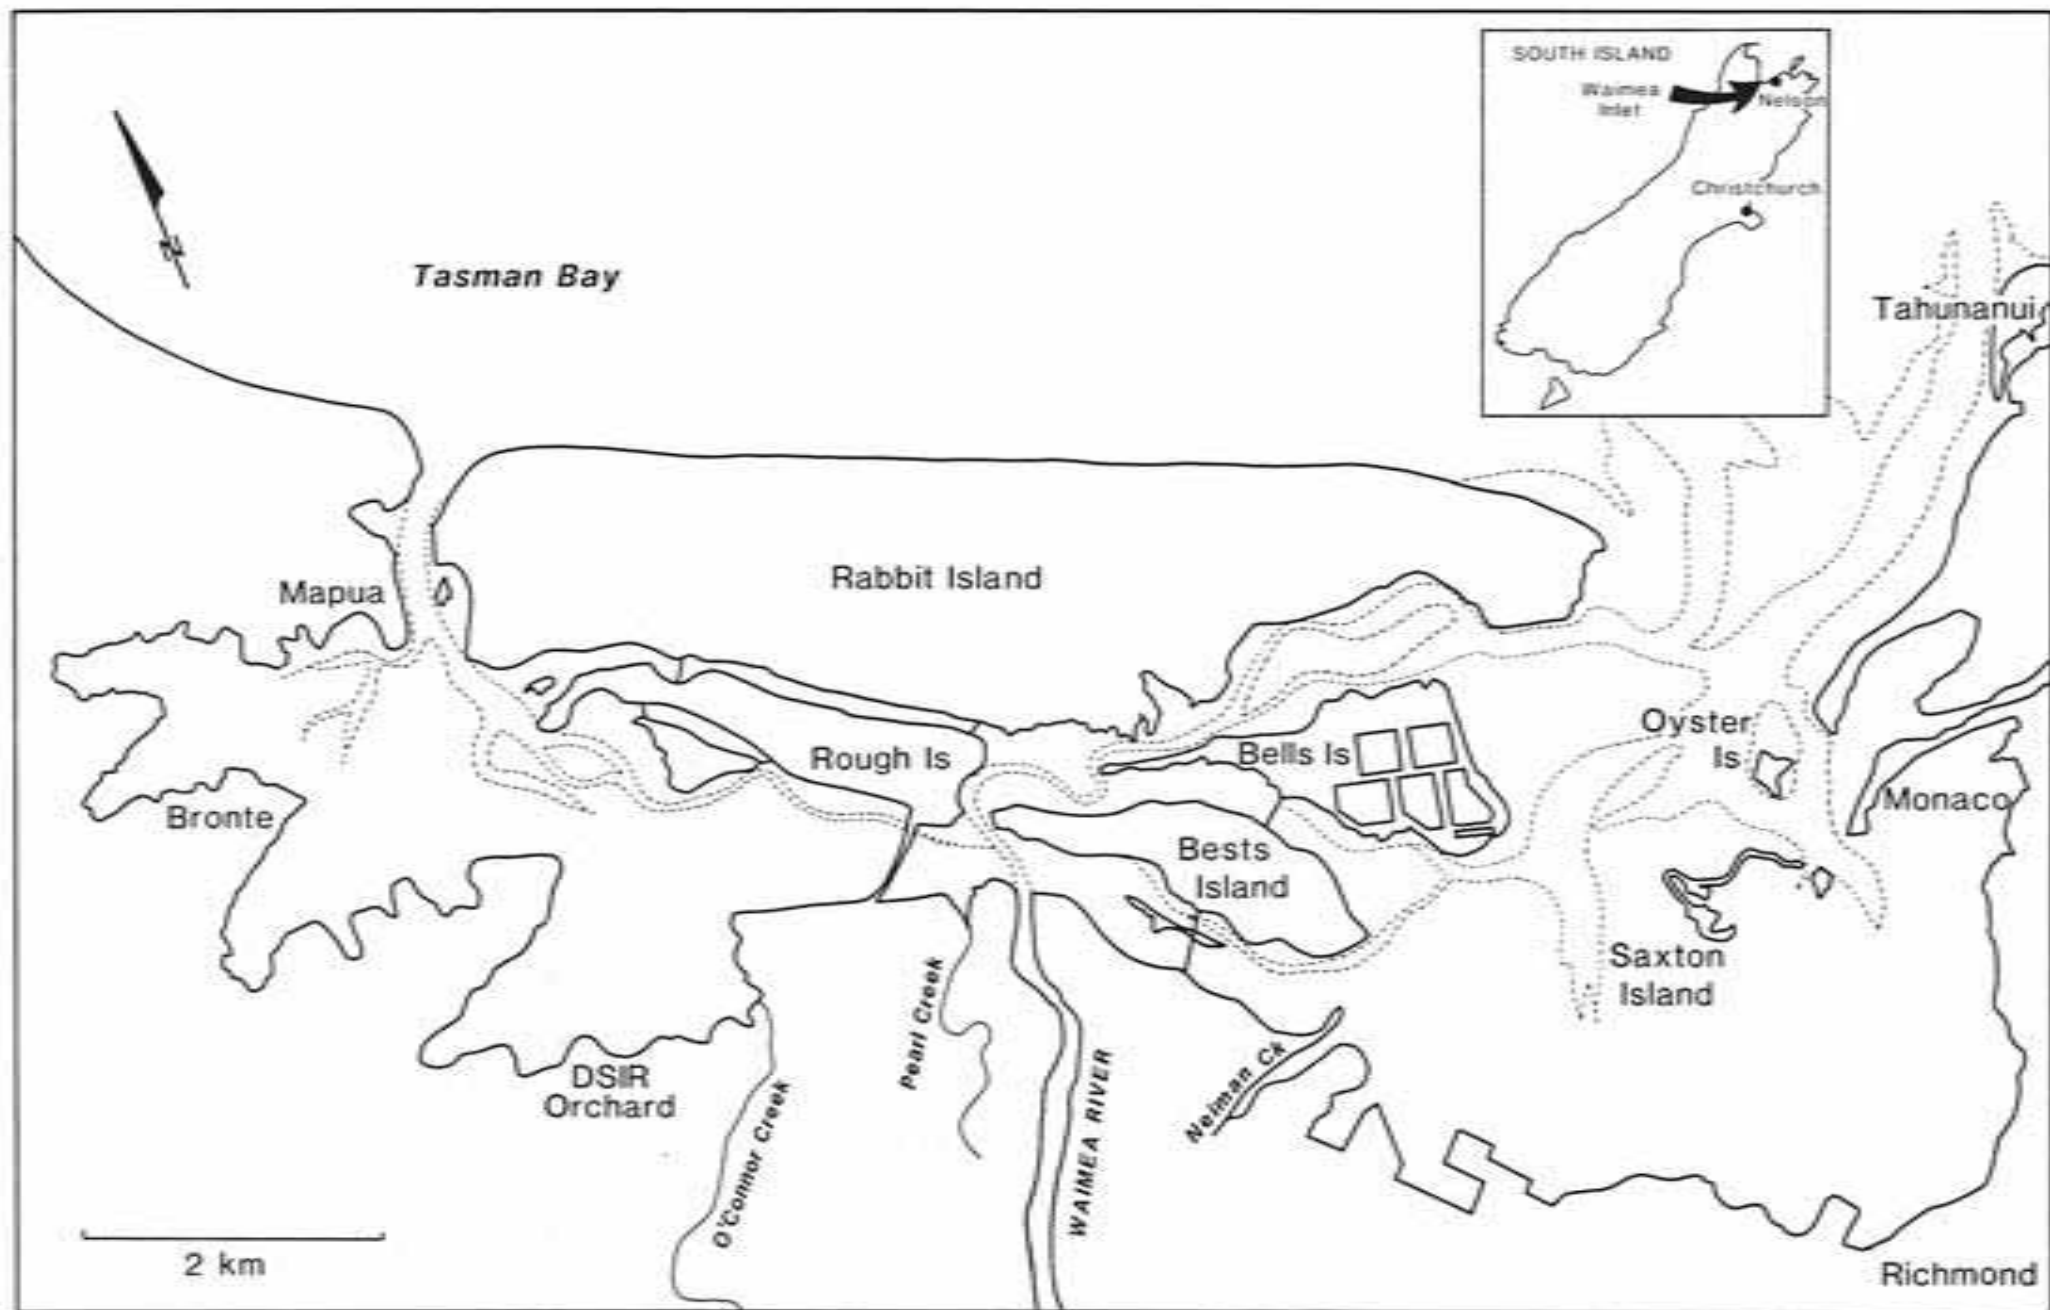 SOUTH ISLAND
Waimea
Inlet
Nelson
Christchurch
N
Tasman Bay
Tahunanui
Rabbit Island
Mapua
Oyster
Is
Rough Is
Bells Is
Monaco
Bronte
Bests
Island
Saxton
Island
Pearl Creek
DSIR
Orchard
O'Connor Creek
WAIMEA RIVER
Neiman Ck
2 km
Richmond